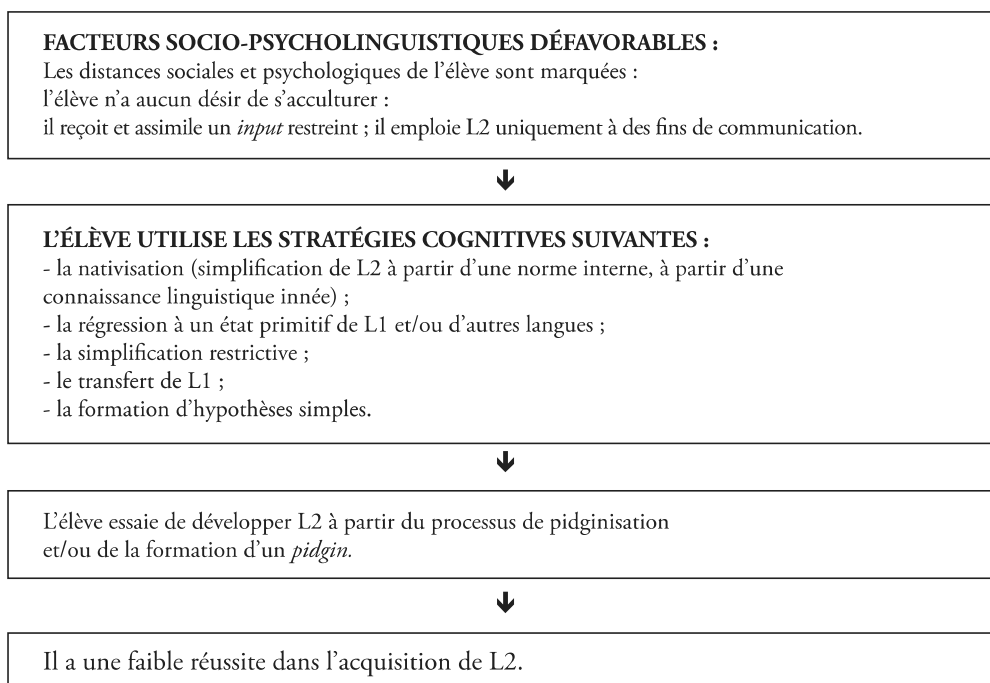 FACTEURS SOCIO-PSYCHOLINGUISTIQUES DÉFAVORABLES :
Les distances sociales et psychologiques de l’élève sont marquées :
l’élève n’a aucun désir de s’acculturer :
il reçoit et assimile un input restreint ; il emploie L2 uniquement à des fins de communication.
L’ÉLÈVE UTILISE LES STRATÉGIES COGNITIVES SUIVANTES :
- la nativisation (simplification de L2 à partir d’une norme interne, à partir d’une
connaissance linguistique innée) ;
- la régression à un état primitif de L1 et/ou d’autres langues ;
- la simplification restrictive ;
- le transfert de L1 ;
- la formation d’hypothèses simples.
L’élève essaie de développer L2 à partir du processus de pidginisation
et/ou de la formation d’un pidgin.
Il a une faible réussite dans l’acquisition de L2.